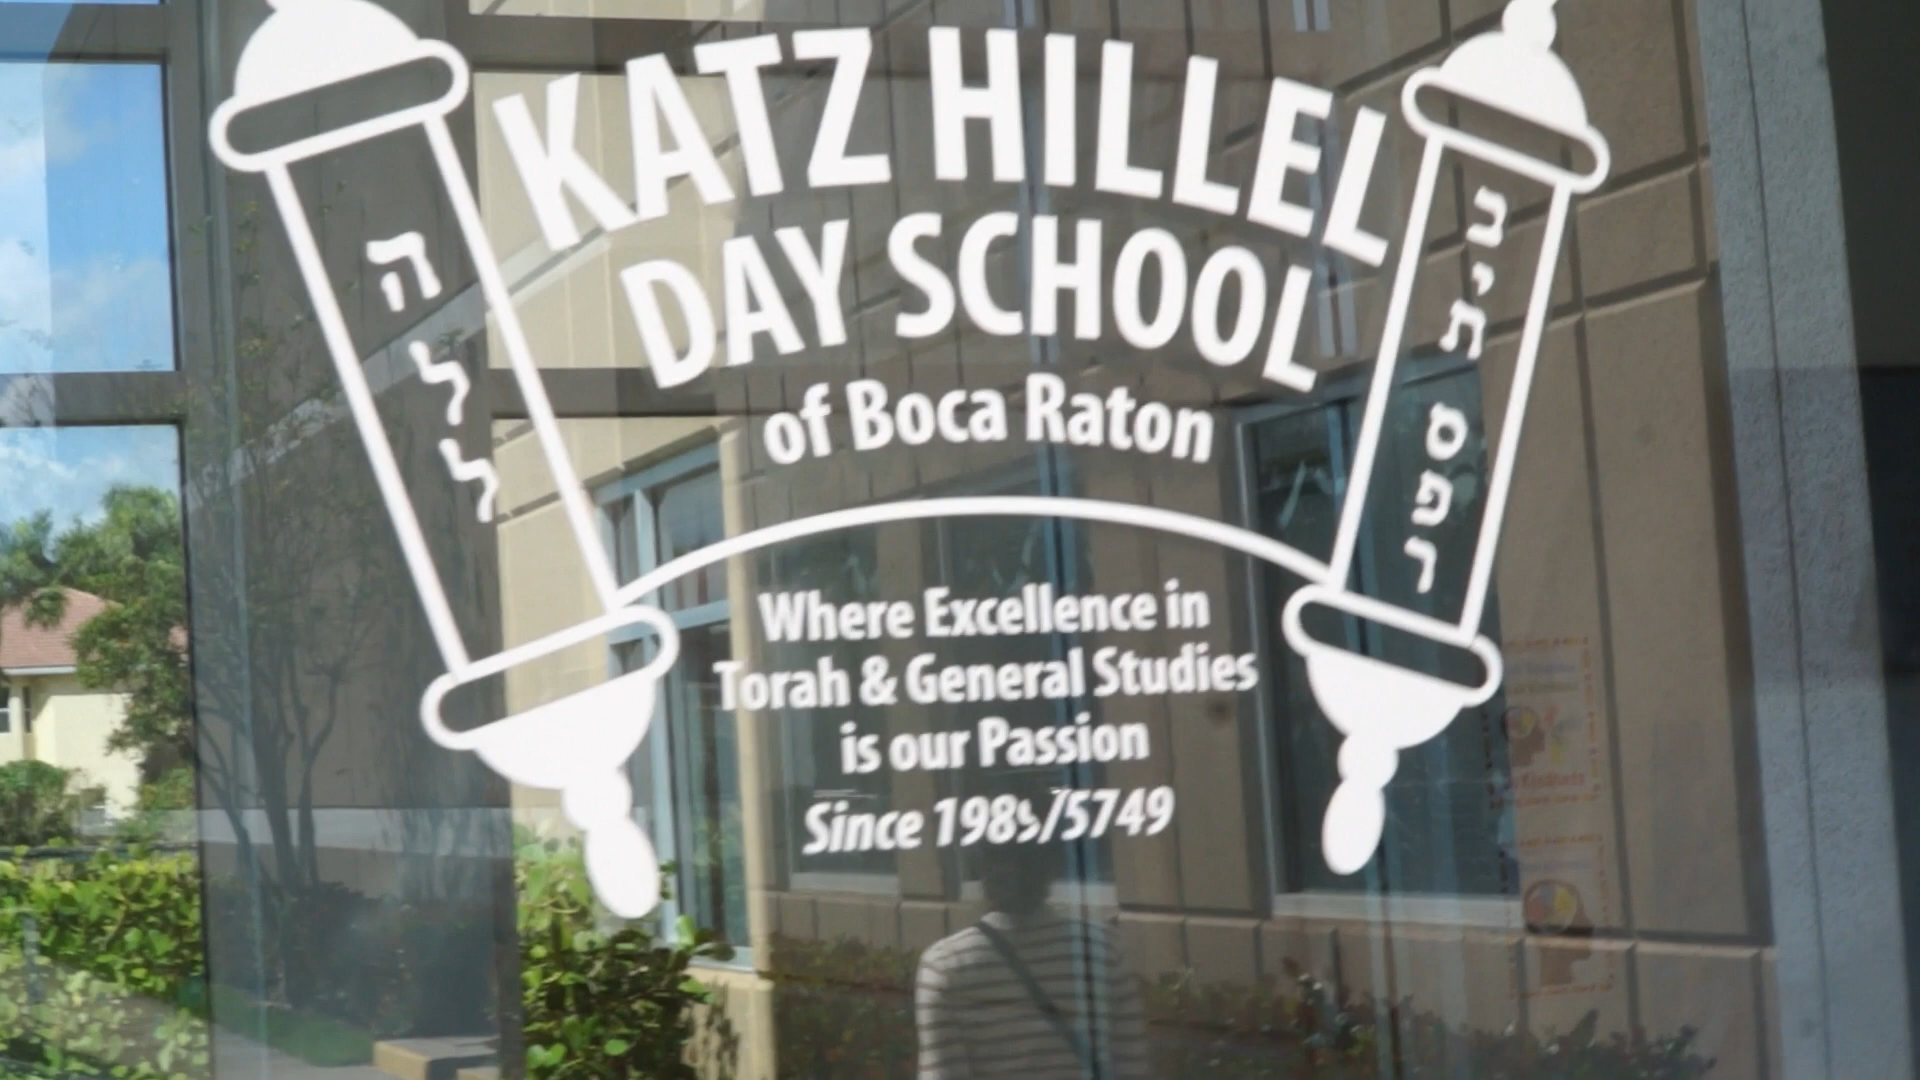 KATZ HILLEL
DAY SCHOOL
of Boca Raton
בית ספר
הלל
Where Excellence in
Torah & General Studies
is our Passion
Since 1989/5749